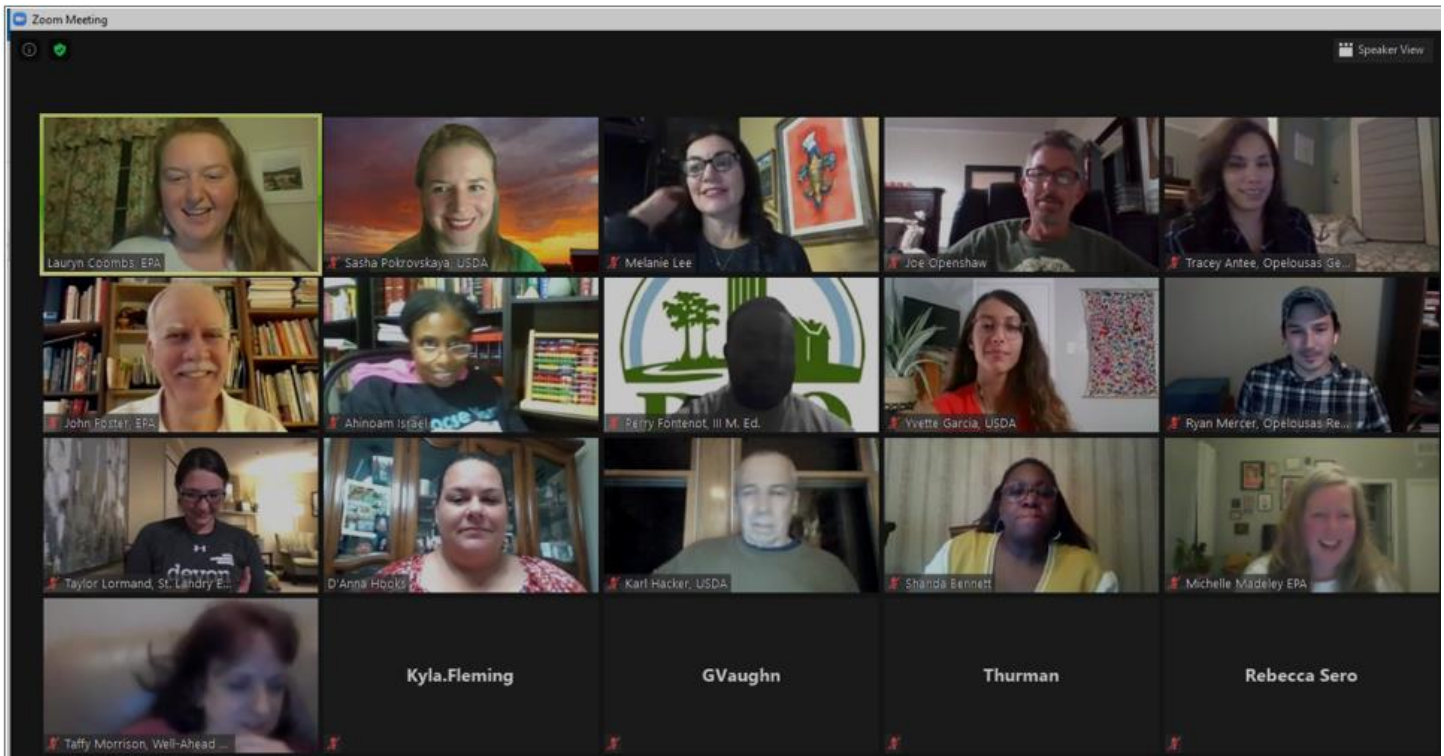 Zoom Meeting
Speaker View
Lauryn Coombs, EPA
Sasha Pokrovskaya, USDA
Melanie Lee
Joe Openshaw
Tracey Antee, Opelousas Ge...
John Foster, EPA
Ahinoam Israel
Perry Fontenot, III M. Ed.
Yvette Garcia, USDA
Ryan Mercer, Opelousas Re...
devon
Taylor Lormand, St. Landry E...
D'Anna Hooks
Karl Hacker, USDA
Shanda Bennett
Michelle Madeley EPA
Taffy Morrison, Well-Ahead ...
Kyla.Fleming
GVaughn
Thurman
Rebecca Sero